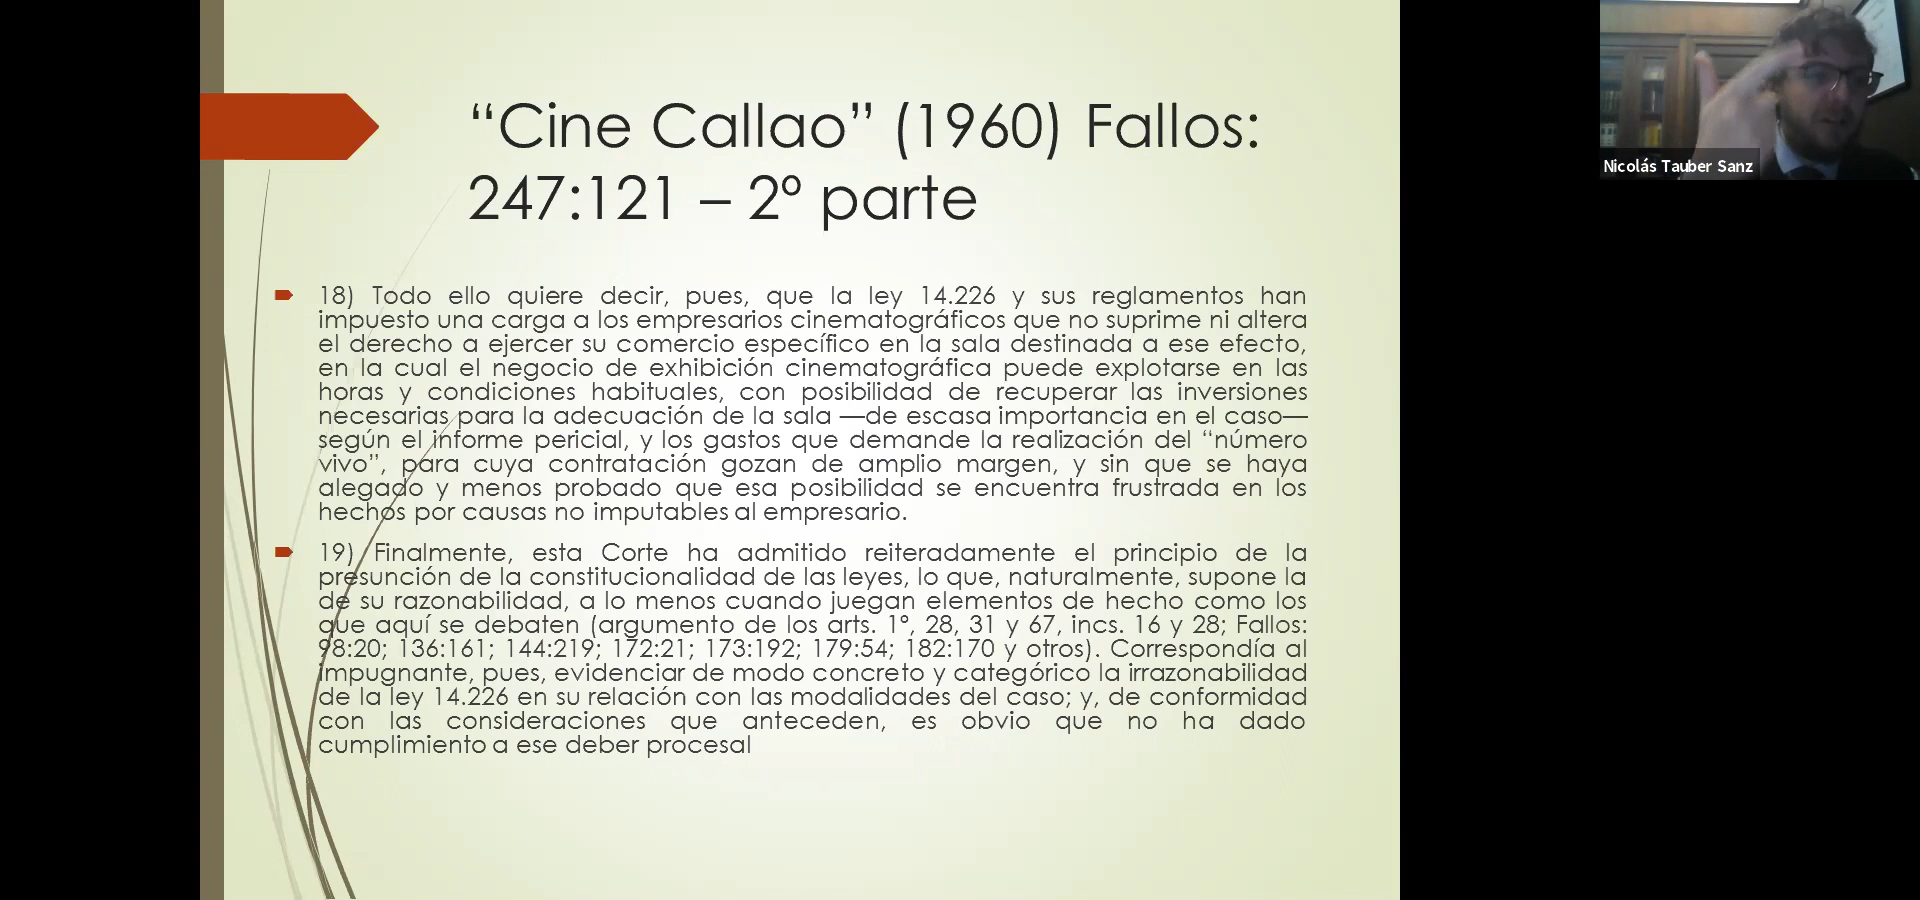 “Cine Callao” (1960) Fallos:
247:121 – 2º parte
18) Todo ello quiere decir, pues, que la ley 14.226 y sus reglamentos han
impuesto una carga a los empresarios cinematográficos que no suprime ni altera
el derecho a ejercer su comercio específico en la sala destinada a ese efecto,
en la cual el negocio de exhibición cinematográfica puede explotarse en las
horas y condiciones habituales, con posibilidad de recuperar las inversiones
necesarias para la adecuación de la sala —de escasa importancia en el caso—
según el informe pericial, y los gastos que demande la realización del “número
vivo”, para cuya contratación gozan de amplio margen, y sin que se haya
alegado y menos probado que esa posibilidad se encuentra frustrada en los
hechos por causas no imputables al empresario.
19) Finalmente, esta Corte ha admitido reiteradamente el principio de la
presunción de la constitucionalidad de las leyes, lo que, naturalmente, supone la
de su razonabilidad, a lo menos cuando juegan elementos de hecho como los
que aquí se debaten (argumento de los arts. 1º, 28, 31 y 67, incs. 16 y 28; Fallos:
98:20; 136:161; 144:219; 172:21; 173:192; 179:54; 182:170 y otros). Correspondía al
impugnante, pues, evidenciar de modo concreto y categórico la irrazonabilidad
de la ley 14.226 en su relación con las modalidades del caso; y, de conformidad
con las consideraciones que anteceden, es obvio que no ha dado
cumplimiento a ese deber procesal
Nicolás Tauber Sanz